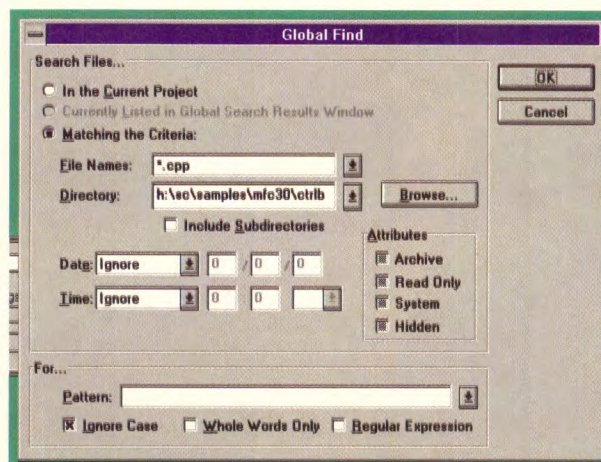 Global Find
Search Files...
In the Current Project
Currently Listed in Global Search Results Window
Matching the Criteria:
File Names: *.cpp
Directory: h:\sc\samples\mfc30\ctrlb
Browse...
Include Subdirectories
Date: Ignore 0 / 0 / 0
Time: Ignore 0 0
Attributes
Archive
Read Only
System
Hidden
OK
Cancel
For...
Pattern:
Ignore Case Whole Words Only Regular Expression